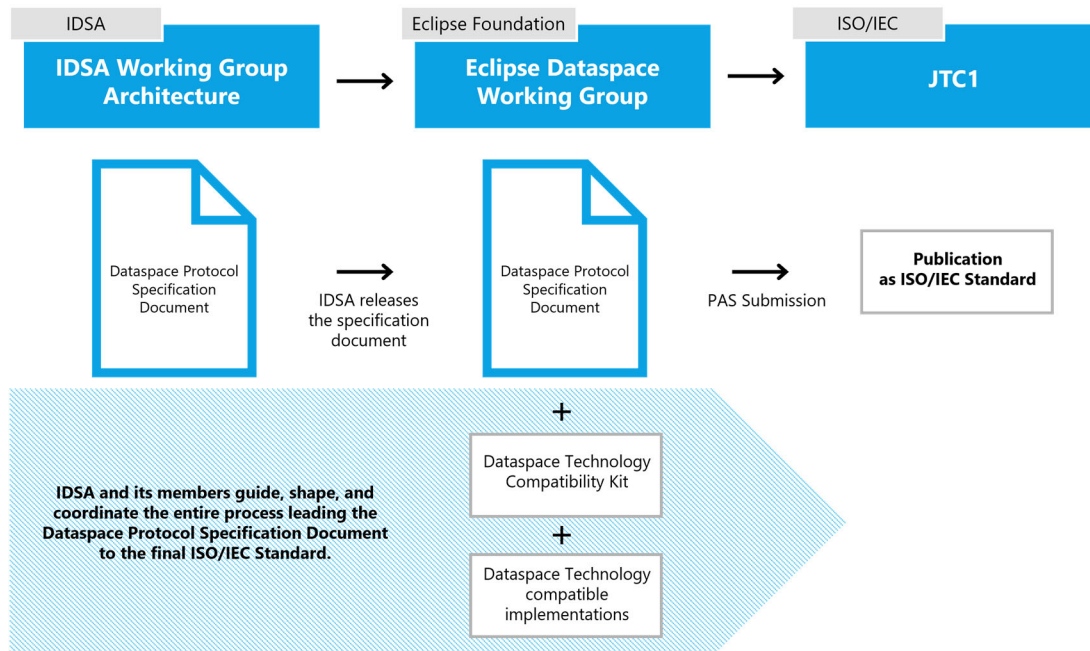 IDSA
IDSA Working Group
Architecture
Eclipse Foundation
Eclipse Dataspace
Working Group
ISO/IEC
JTC1
Dataspace Protocol
Specification
Document
IDSA releases
the specification
document
Dataspace Protocol
Specification
Document
PAS Submission
Publication
as ISO/IEC Standard
IDSA and its members guide, shape, and
coordinate the entire process leading the
Dataspace Protocol Specification Document
to the final ISO/IEC Standard.
+
Dataspace Technology
Compatibility Kit
+
Dataspace Technology
compatible
implementations